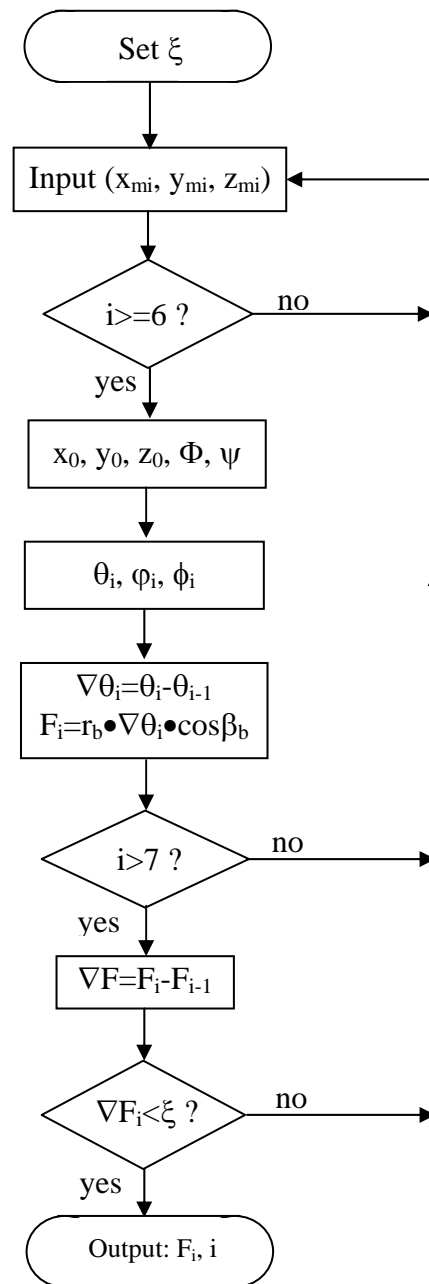 Set ξ
Input (xmi, ymi, zmi)
i>=6 ?
no
yes
x0, y0, z0, Φ, ψ
θi, φi, ϕi
∇θi=θi-θi-1
Fi=rb•∇θi•cosβb
i>7 ?
no
yes
∇F=Fi-Fi-1
∇Fi<ξ ?
no
yes
Output: Fi, i